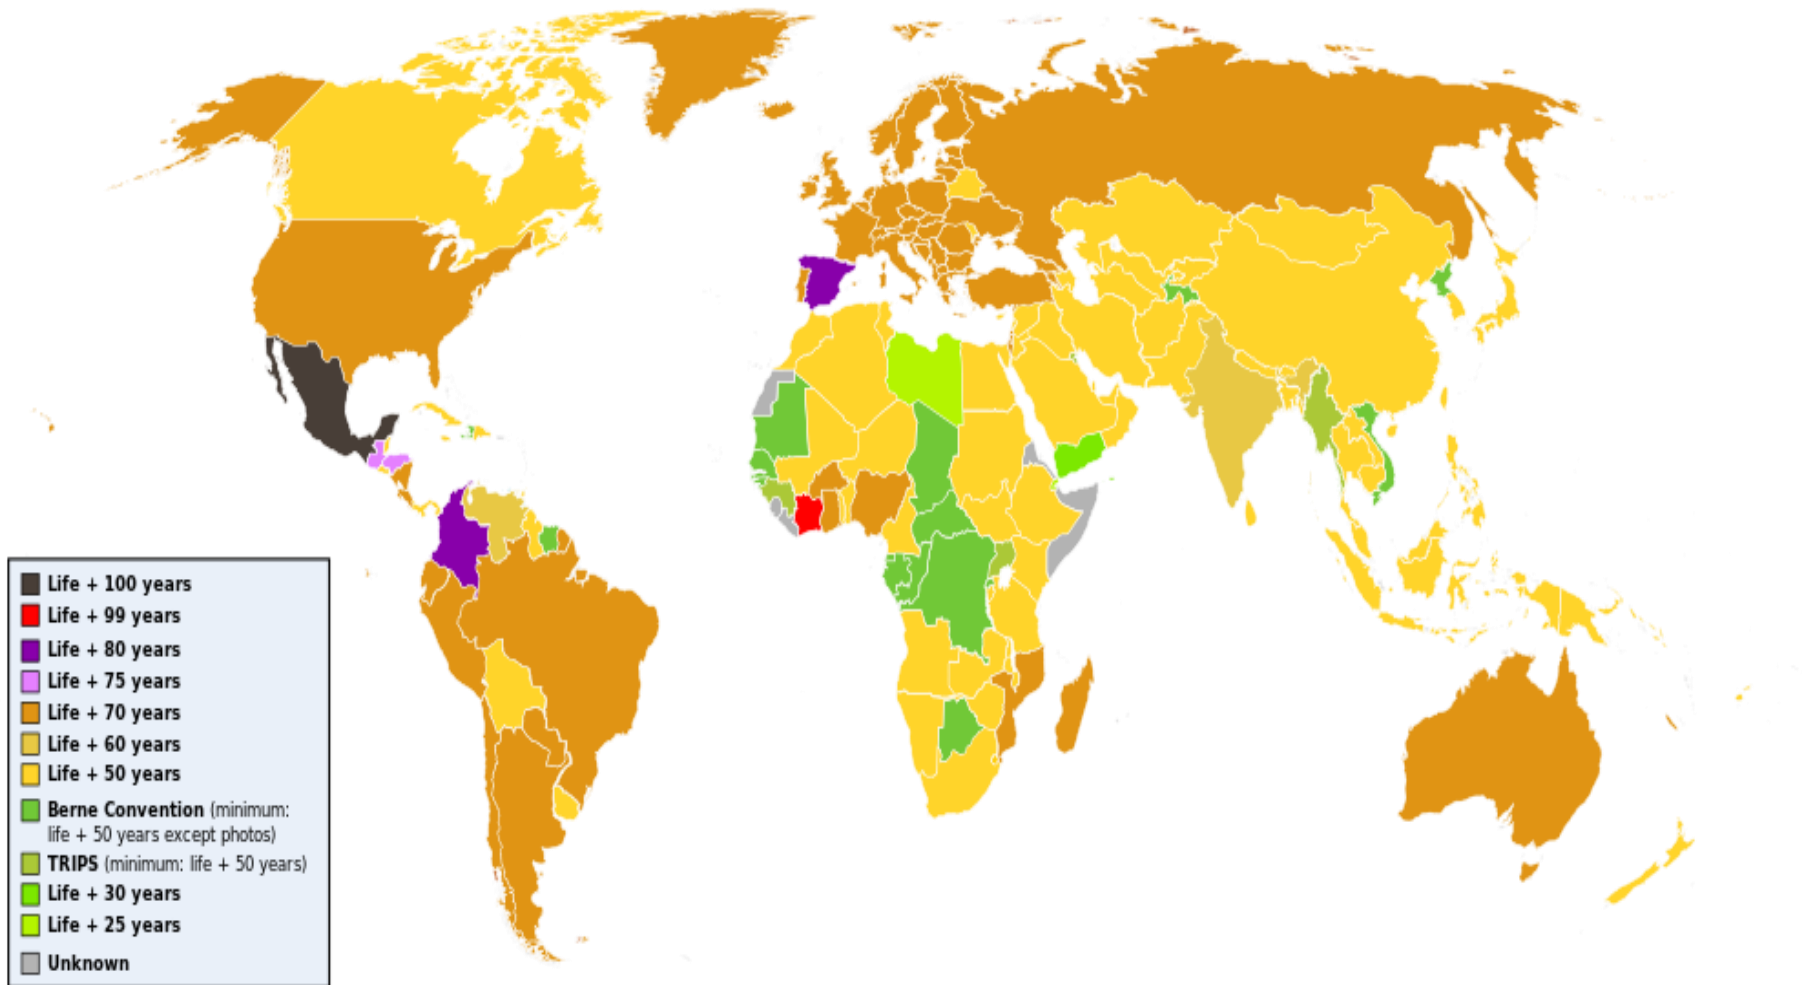 Life + 100 years
Life + 99 years
Life + 80 years
Life + 75 years
Life + 70 years
Life + 60 years
Life + 50 years
Berne Convention (minimum:
life + 50 years except photos)
TRIPS (minimum: life + 50 years)
Life + 30 years
Life + 25 years
Unknown